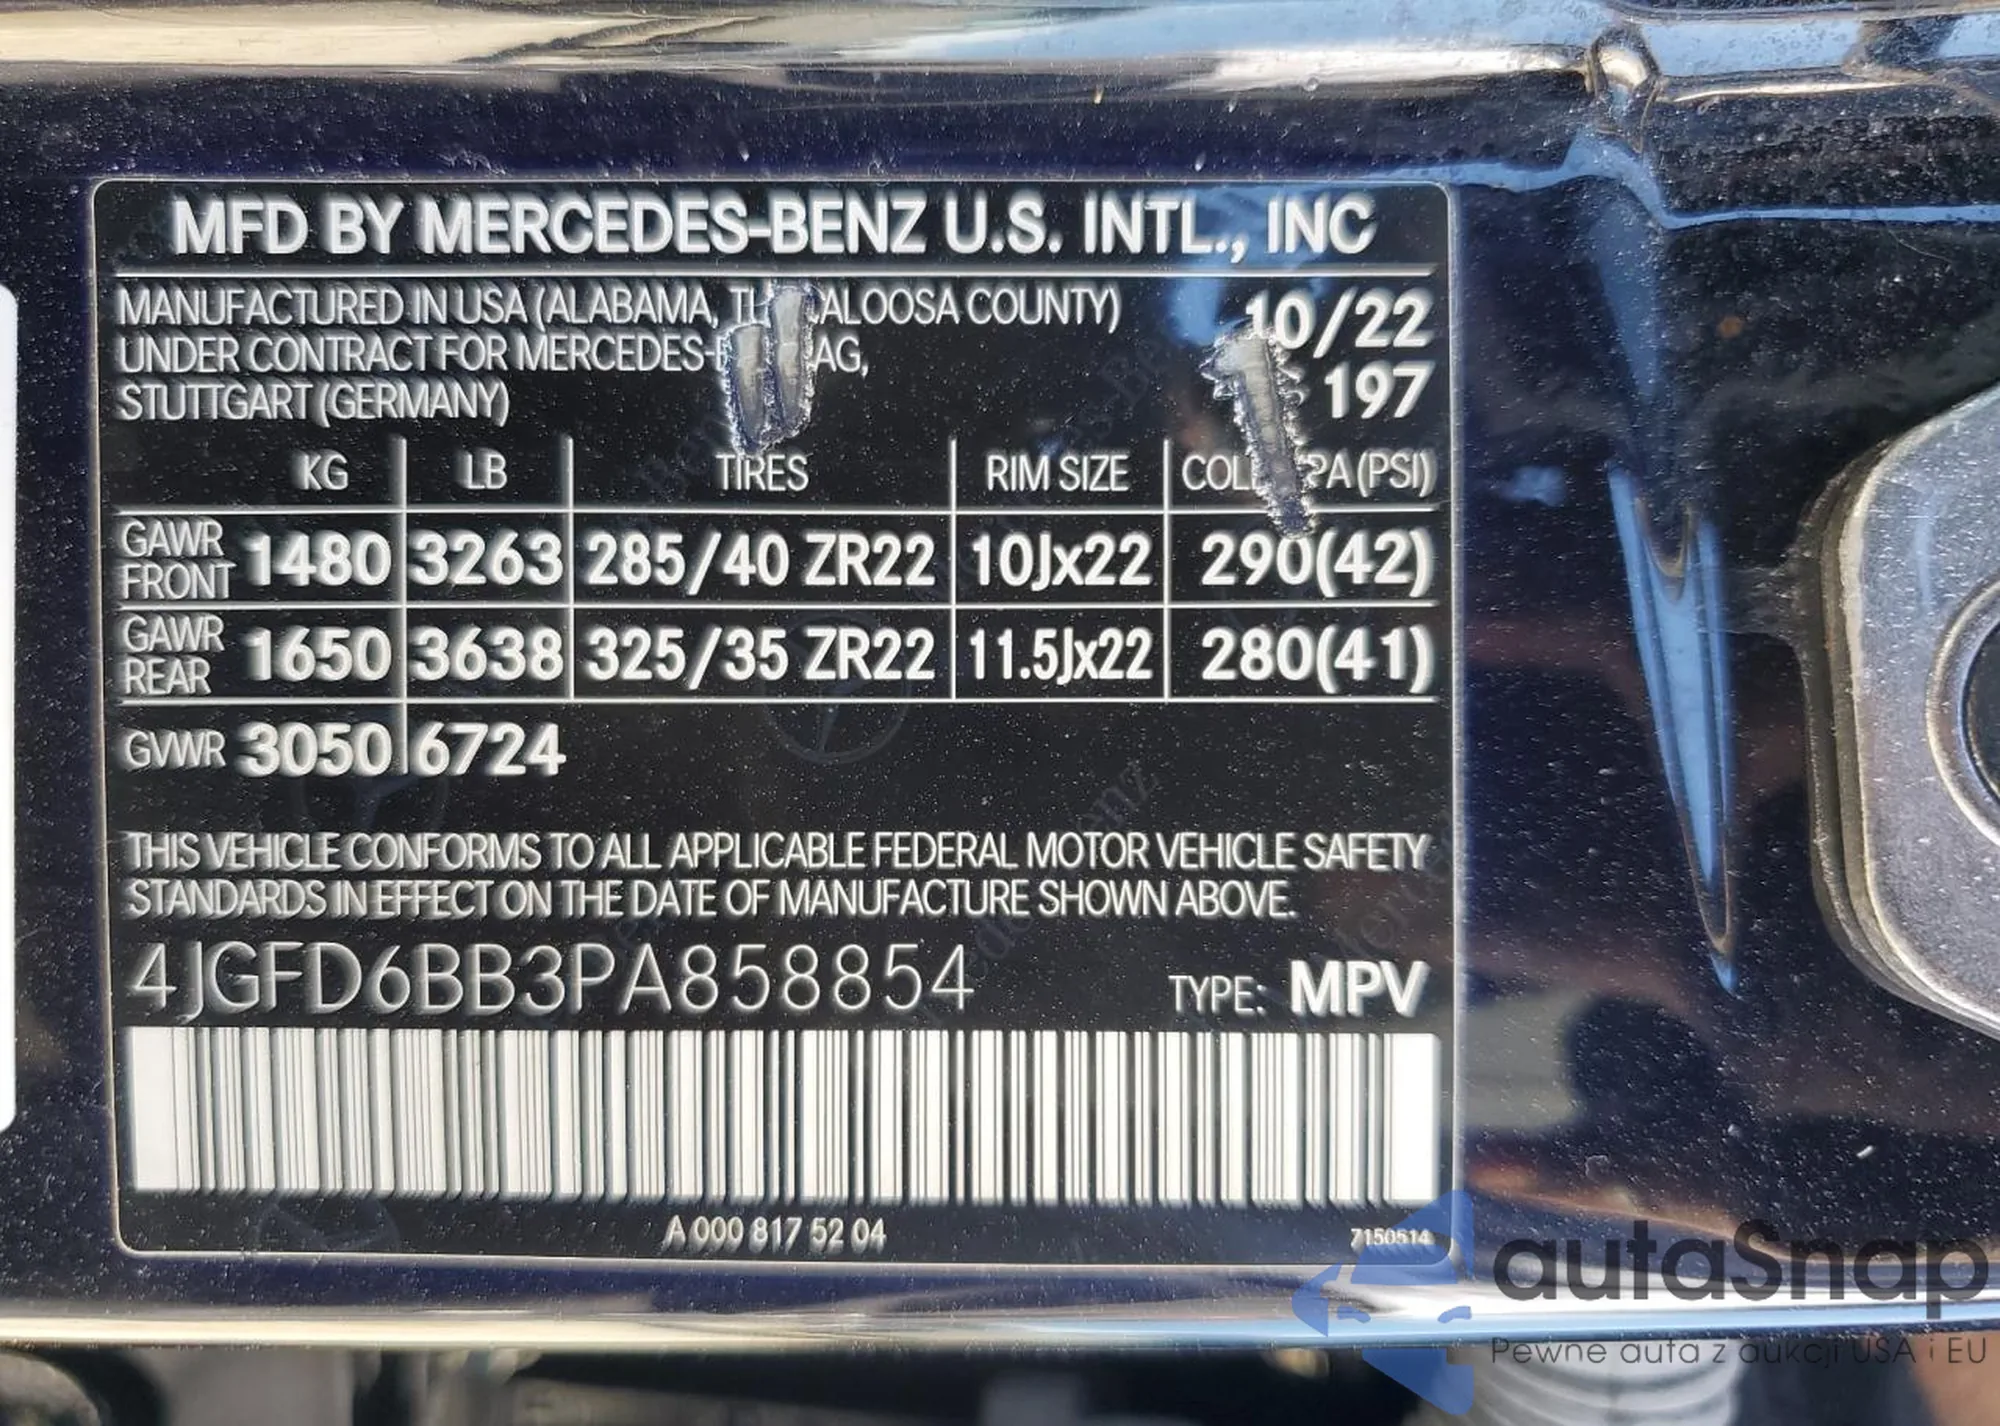 MFD BY MERCEDES-BENZ U.S. INTL., INC
MANUFACTURED IN USA (ALABAMA, COUNTY) 10/22
UNDER CONTRACT FOR AG,
197
STUTTGART (GERMANY)
KG LB TIRES RIM SIZE (PSI)
GAWR FRONT 1480 3263 285/40 ZR22 10Jx22 290(42)
GAWR REAR 1650 3638 325/35 ZR22 11.5Jx22 280(41)
GVWR 3050 6724
THIS VEHICLE CONFORMS TO ALL APPLICABLE FEDERAL MOTOR VEHICLE SAFETY
STANDARDS IN EFFECT ON THE DATE OF MANUFACTURE SHOWN ABOVE.
4JGFD6BB3PA858854 TYPE: MPV
A 000 817 52 04 7150514
autaSnap
Pewne auta z aukcji USA i EU